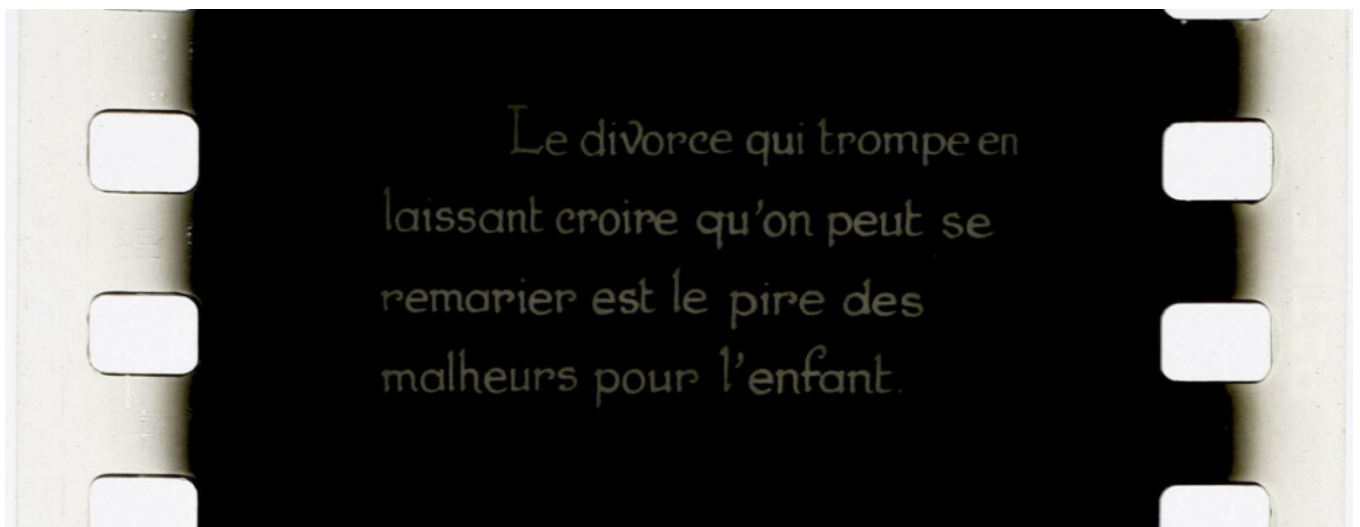 Le divorce qui trompe en
laissant croire qu'on peut se
remarier est le pire des
malheurs pour l'enfant.